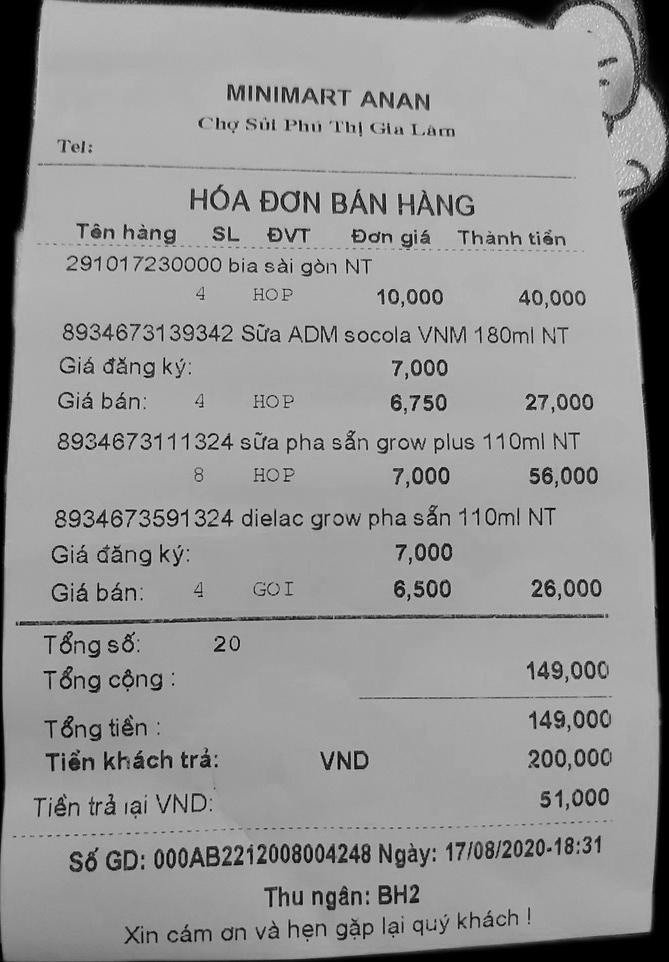 MINIMART ANAN
Chợ Sủi Phú Thị Gia Lâm
Tel:
HÓA ĐƠN BÁN HÀNG
Tên hàng SL ĐVT Đơn giá Thành tiền
291017230000 bia sài gòn NT
4 HOP 10,000 40,000
8934673139342 Sữa ADM socola VNM 180ml NT
Giá đăng ký: 7,000
Giá bán: 4 HOP 6,750 27,000
8934673111324 sữa pha sẵn grow plus 110ml NT
8 HOP 7,000 56,000
8934673591324 dielac grow pha sẵn 110ml NT
Giá đăng ký: 7,000
Giá bán: 4 GOI 6,500 26,000
Tổng số: 20
Tổng cộng : 149,000
Tổng tiền : 149,000
Tiền khách trả: VND 200,000
Tiền trả lại VND: 51,000
Số GD: 000AB2212008004248 Ngày: 17/08/2020-18:31
Thu ngân: BH2
Xin cám ơn và hẹn gặp lại quý khách !